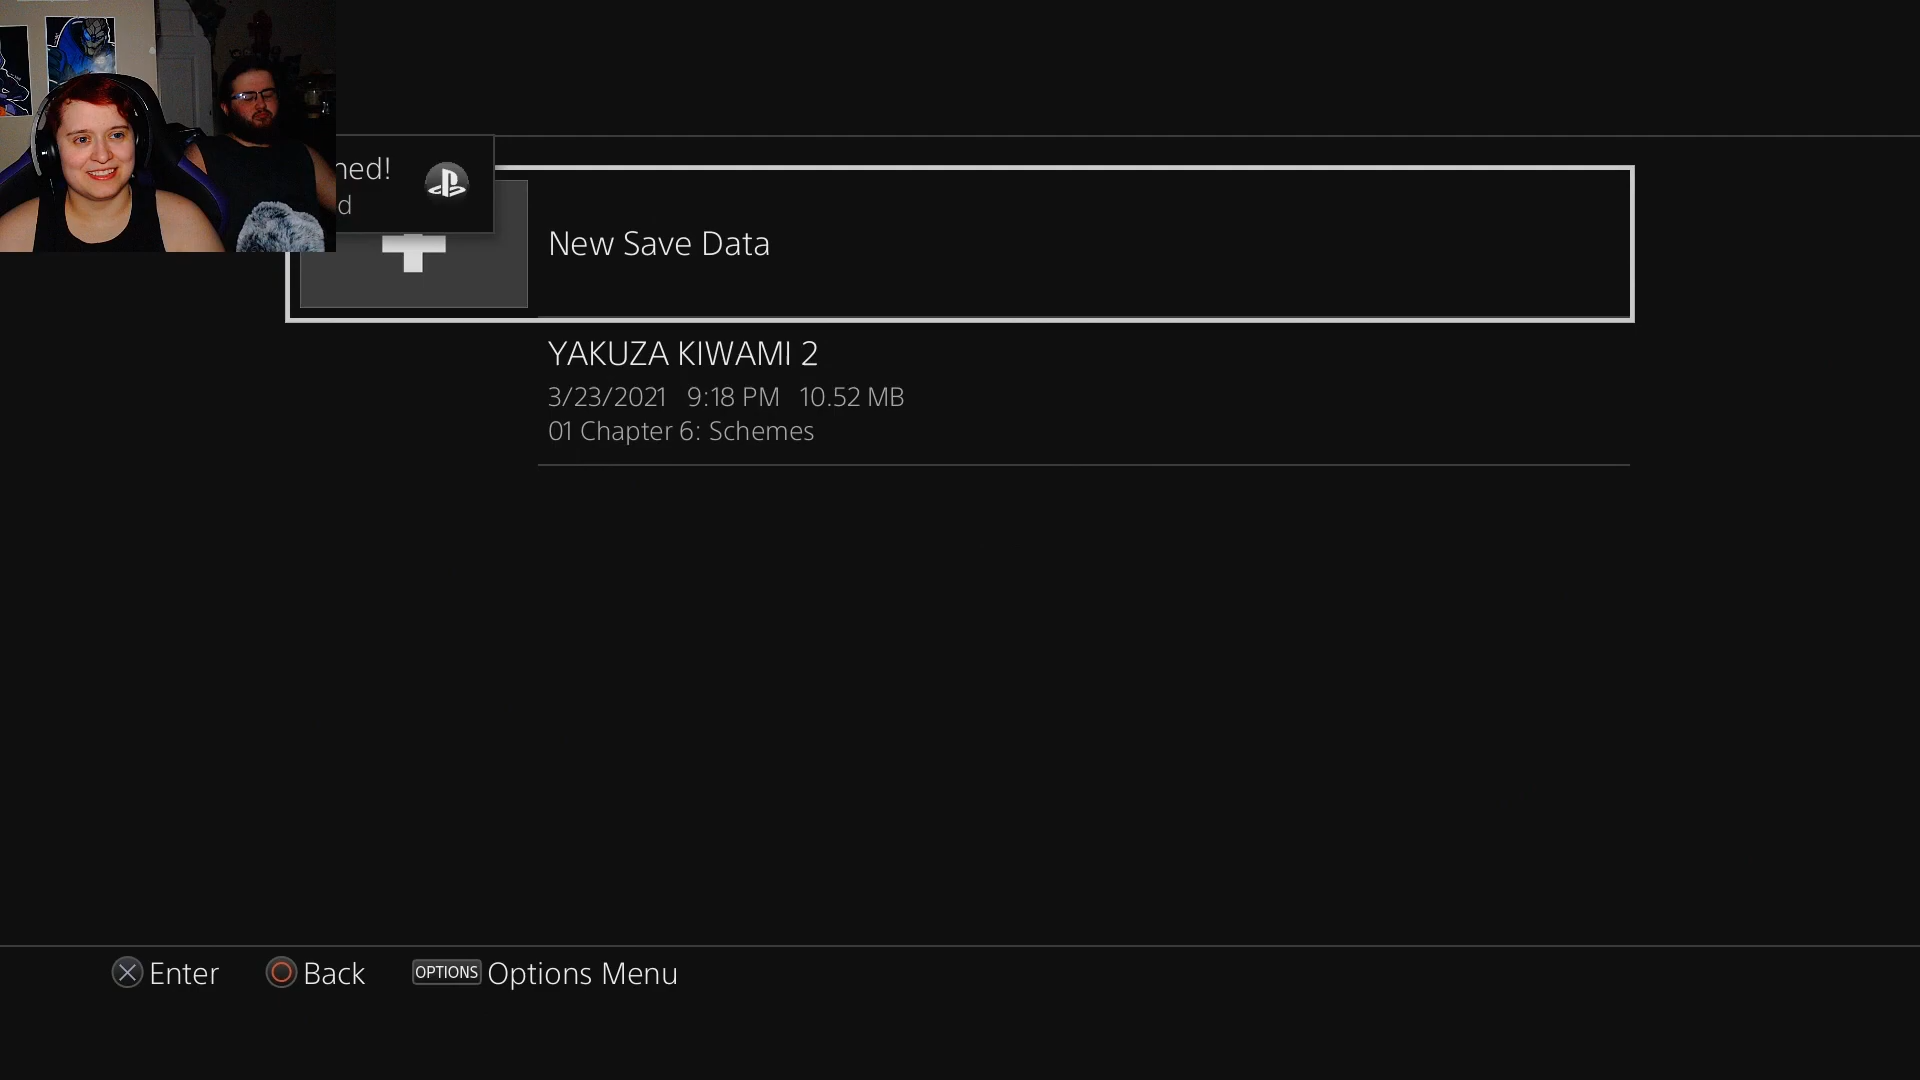 ned!
d
New Save Data
YAKUZA KIWAMI 2
3/23/2021 9:18 PM 10.52 MB
01 Chapter 6: Schemes
Enter
Back
OPTIONS Options Menu